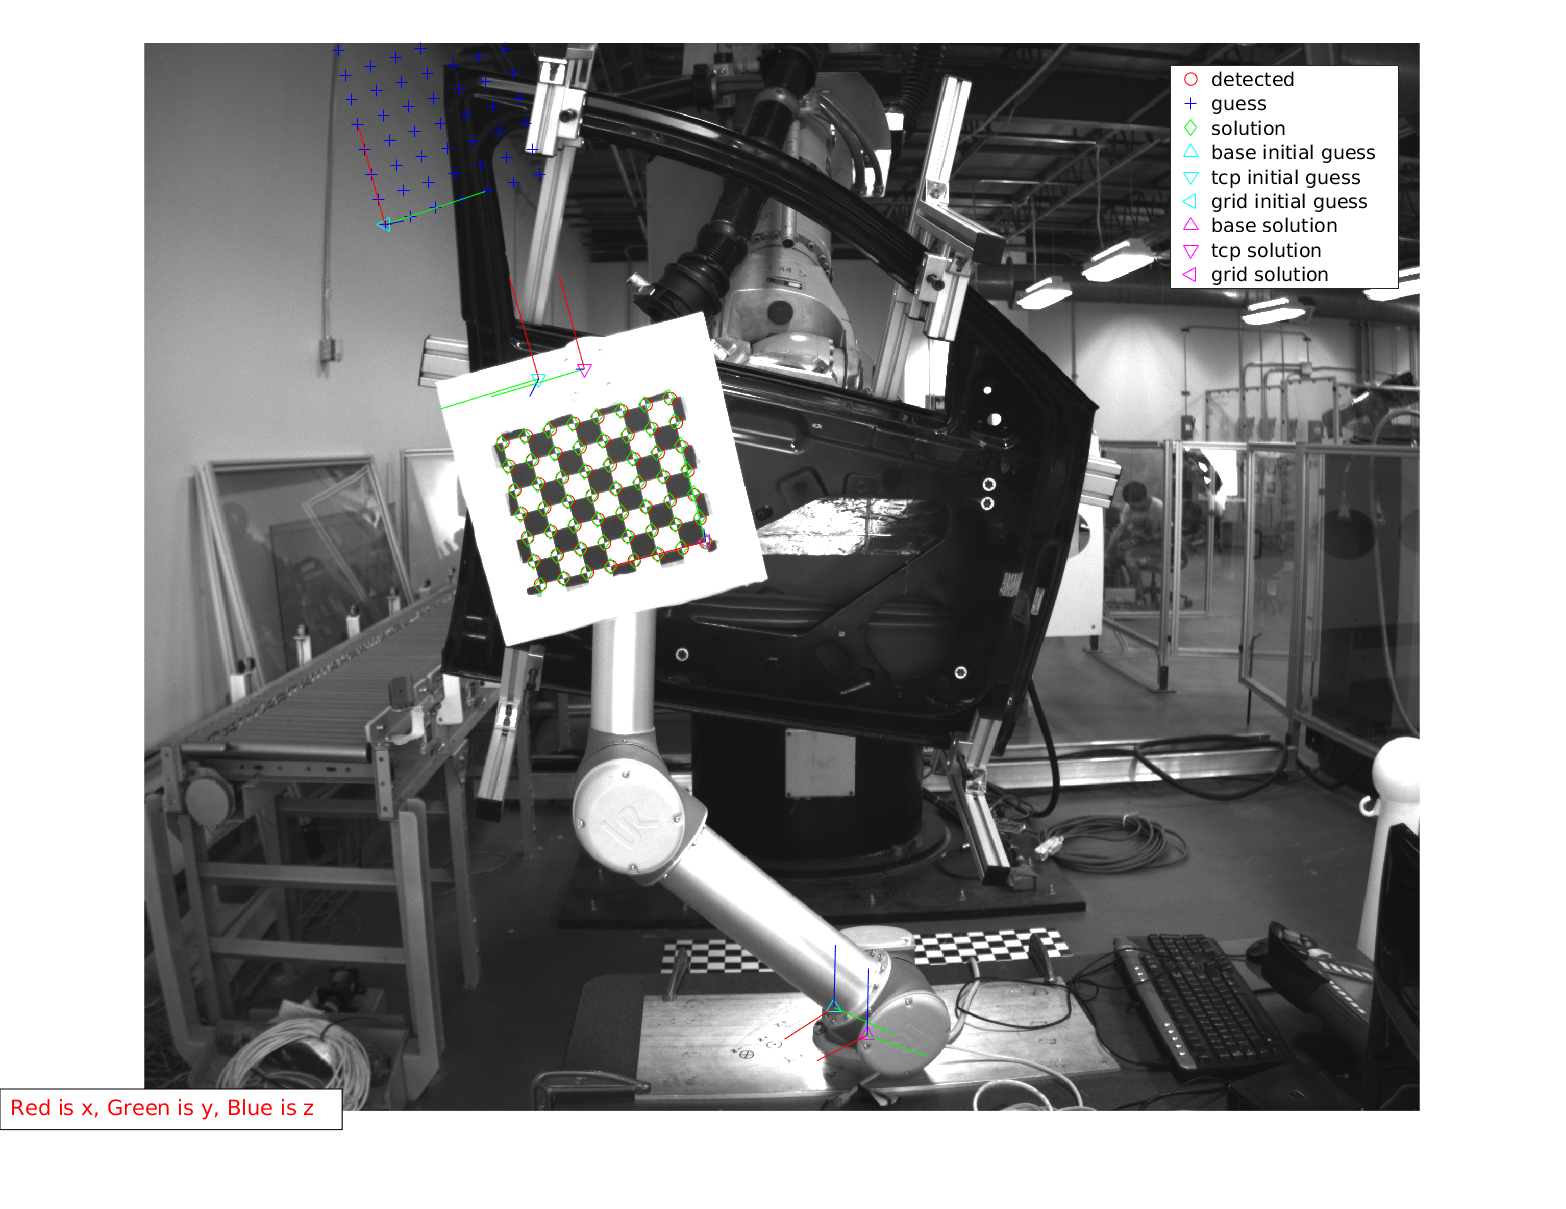 detected
guess
solution
base initial guess
tcp initial guess
grid initial guess
base solution
tcp solution
grid solution
UR
Red is x, Green is y, Blue is z